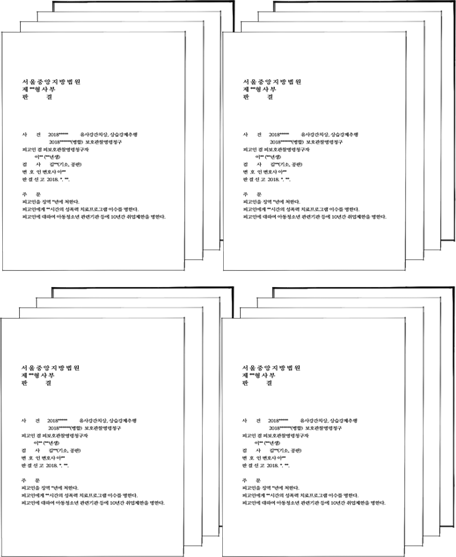 서울중앙지방법원
제**형사부
판 결
사 건 2018****** 유사강간치상, 상습강제추행
2018******(병합) 보호관찰명령청구
피고인 겸 피보호관찰명령청구자
이** (**년생)
검 사 김**(기소, 공판)
변 호 인 변호사 이**
판 결 선 고 2018. *. **.
주 문
피고인을 징역 *년에 처한다.
피고인에게 **시간의 성폭력 치료프로그램 이수를 명한다.
피고인에 대하여 아동청소년 관련기관 등에 10년간 취업제한을 명한다.
서울중앙지방법원
제**형사부
판 결
사 건 2018****** 유사강간치상, 상습강제추행
2018******(병합) 보호관찰명령청구
피고인 겸 피보호관찰명령청구자
이** (**년생)
검 사 김**(기소, 공판)
변 호 인 변호사 이**
판 결 선 고 2018. *. **.
주 문
피고인을 징역 *년에 처한다.
피고인에게 **시간의 성폭력 치료프로그램 이수를 명한다.
피고인에 대하여 아동청소년 관련기관 등에 10년간 취업제한을 명한다.
서울중앙지방법원
제**형사부
판 결
사 건 2018****** 유사강간치상, 상습강제추행
2018******(병합) 보호관찰명령청구
피고인 겸 피보호관찰명령청구자
이** (**년생)
검 사 김**(기소, 공판)
변 호 인 변호사 이**
판 결 선 고 2018. *. **.
주 문
피고인을 징역 *년에 처한다.
피고인에게 **시간의 성폭력 치료프로그램 이수를 명한다.
피고인에 대하여 아동청소년 관련기관 등에 10년간 취업제한을 명한다.
서울중앙지방법원
제**형사부
판 결
사 건 2018****** 유사강간치상, 상습강제추행
2018******(병합) 보호관찰명령청구
피고인 겸 피보호관찰명령청구자
이** (**년생)
검 사 김**(기소, 공판)
변 호 인 변호사 이**
판 결 선 고 2018. *. **.
주 문
피고인을 징역 *년에 처한다.
피고인에게 **시간의 성폭력 치료프로그램 이수를 명한다.
피고인에 대하여 아동청소년 관련기관 등에 10년간 취업제한을 명한다.